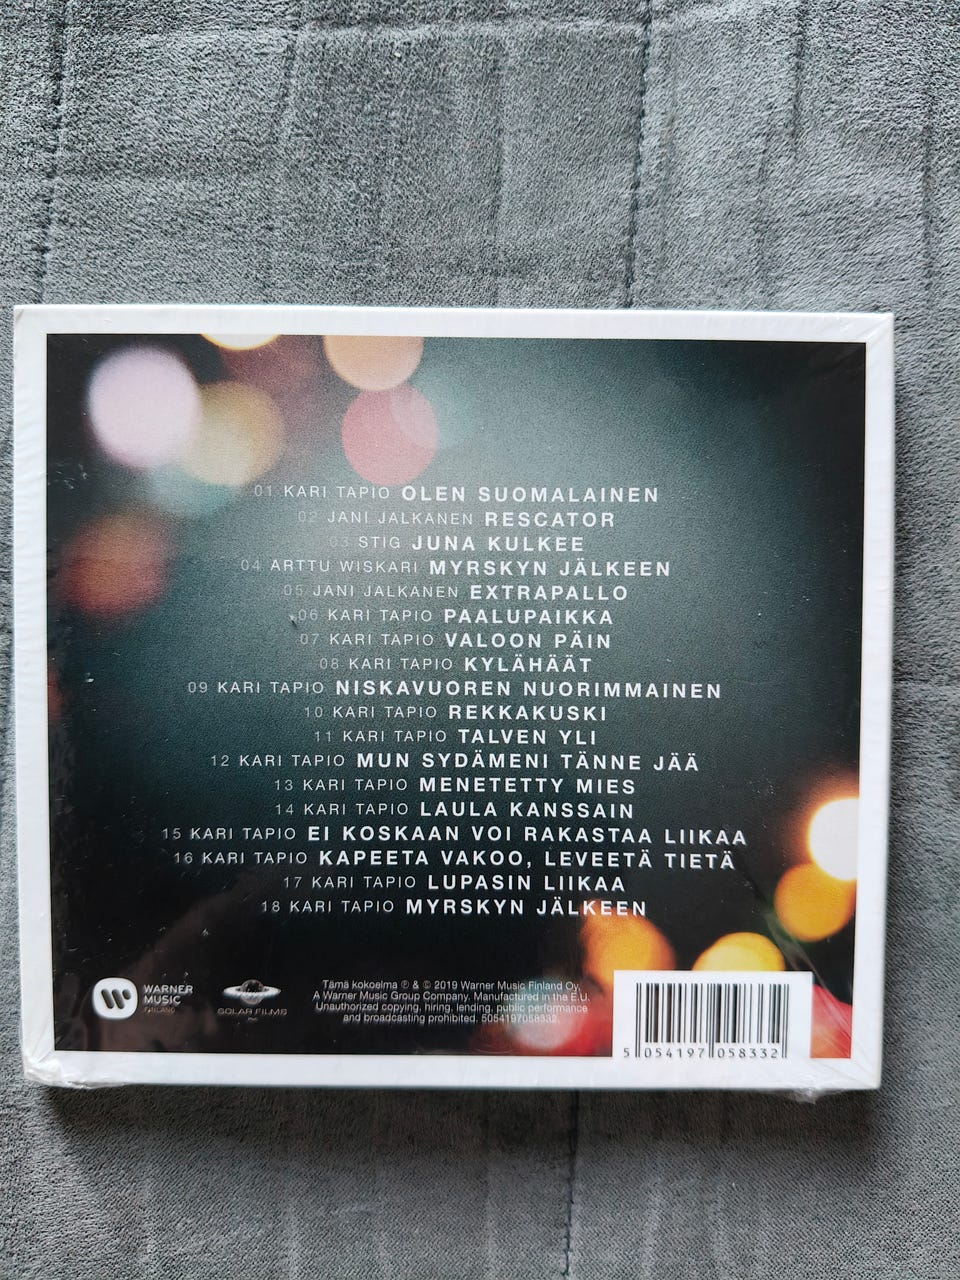 01 KARI TAPIO OLEN SUOMALAINEN
02 JANI JALKANEN RESCATOR
03 STIG JUNA KULKEE
04 ARTTU WISKARI MYRSKYN JÄLKEEN
05 JANI JALKANEN EXTRAPALLO
06 KARI TAPIO PAALUPAIKKA
07 KARI TAPIO VALOON PÄIN
08 KARI TAPIO KYLÄHÄÄT
09 KARI TAPIO NISKAVUOREN NUORIMMAINEN
10 KARI TAPIO REKKAKUSKI
11 KARI TAPIO TALVEN YLI
12 KARI TAPIO MUN SYDÄMENI TÄNNE JÄÄ
13 KARI TAPIO MENETETTY MIES
14 KARI TAPIO LAULA KANSSAIN
15 KARI TAPIO EI KOSKAAN VOI RAKASTAA LIIKAA
16 KARI TAPIO KAPEETA VAKOO, LEVEETÄ TIETÄ
17 KARI TAPIO LUPASIN LIIKAA
18 KARI TAPIO MYRSKYN JÄLKEEN
WARNER
MUSIC
FINLAND
SOLAR FILMS
Tämä kokoelma ℗ & © 2019 Warner Music Finland Oy.
A Warner Music Group Company. Manufactured in the E.U.
Unauthorized copying, hiring, lending, public performance
and broadcasting prohibited. 5054197058332.
5 054197 058332